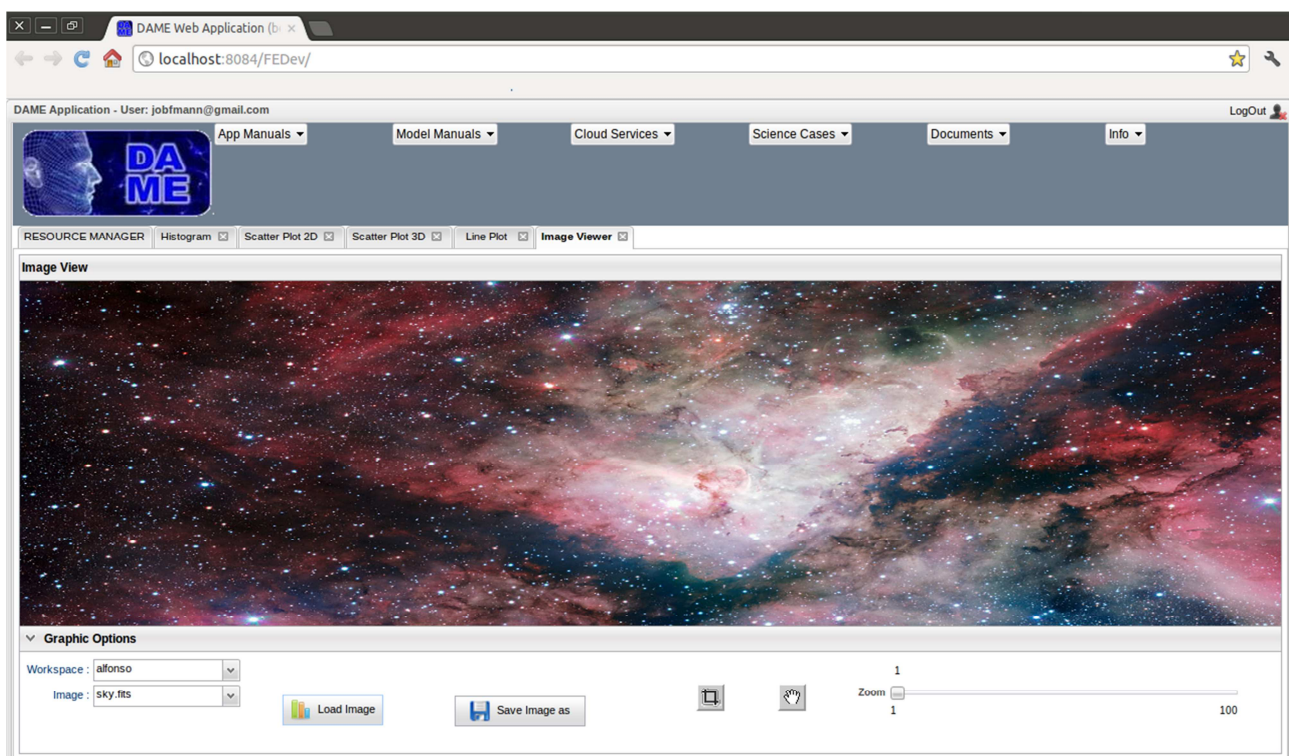 DAME Web Application (b
localhost:8084/FEDev/
DAME Application - User: jobfmann@gmail.com
LogOut
App Manuals
Model Manuals
Cloud Services
Science Cases
Documents
Info
DA
ME
RESOURCE MANAGER
Histogram
Scatter Plot 2D
Scatter Plot 3D
Line Plot
Image Viewer
Image View
Graphic Options
Workspace :
alfonso
Image :
sky.fits
Load Image
Save Image as
1
Zoom
1
100